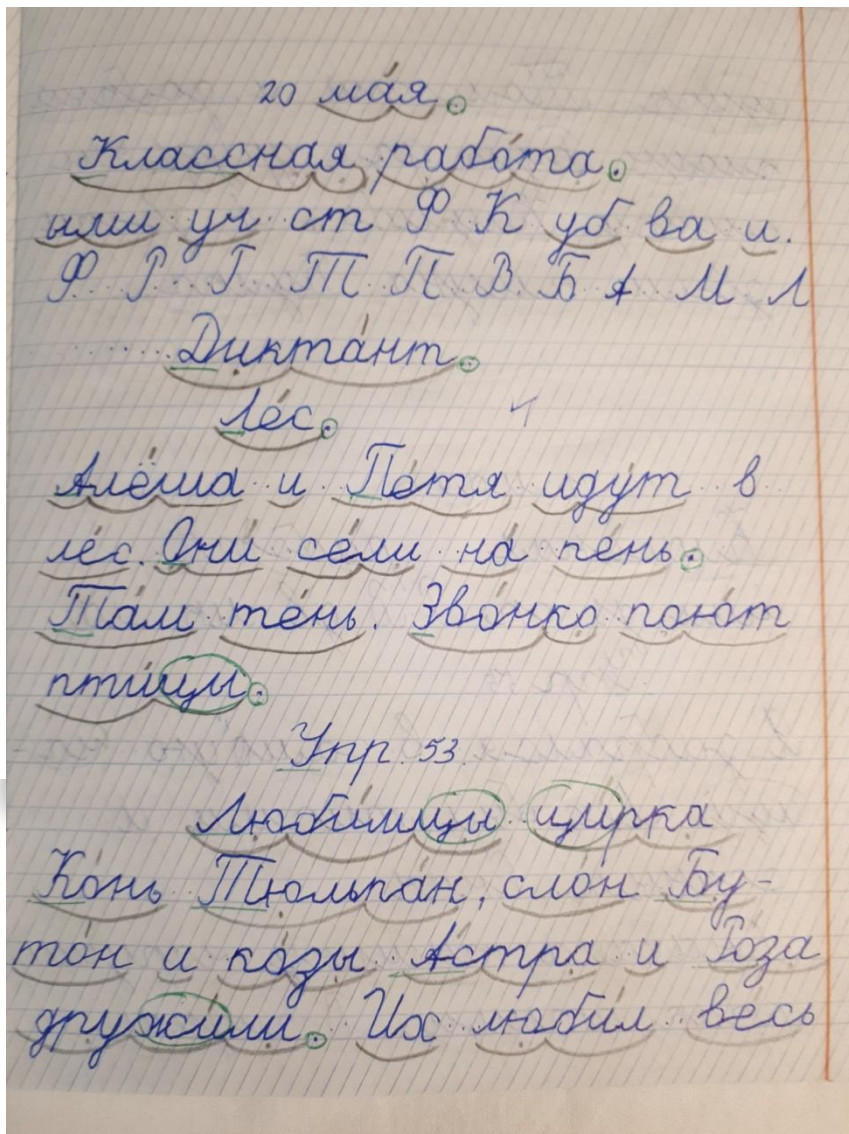 20 мая.
Классная работа.
ыли уч ст Ф К уб ва и.
Ф Р Г Т П В Б А М Л
Диктант.
Лес.
Алёша и Петя идут в
лес. Они сели на пень.
Там тень. Звонко поют
птицы.
Упр. 53.
Любимицы цирка
Конь Тюльпан, слон Бу-
тон и козы Астра и Роза
дружили. Их любил весь